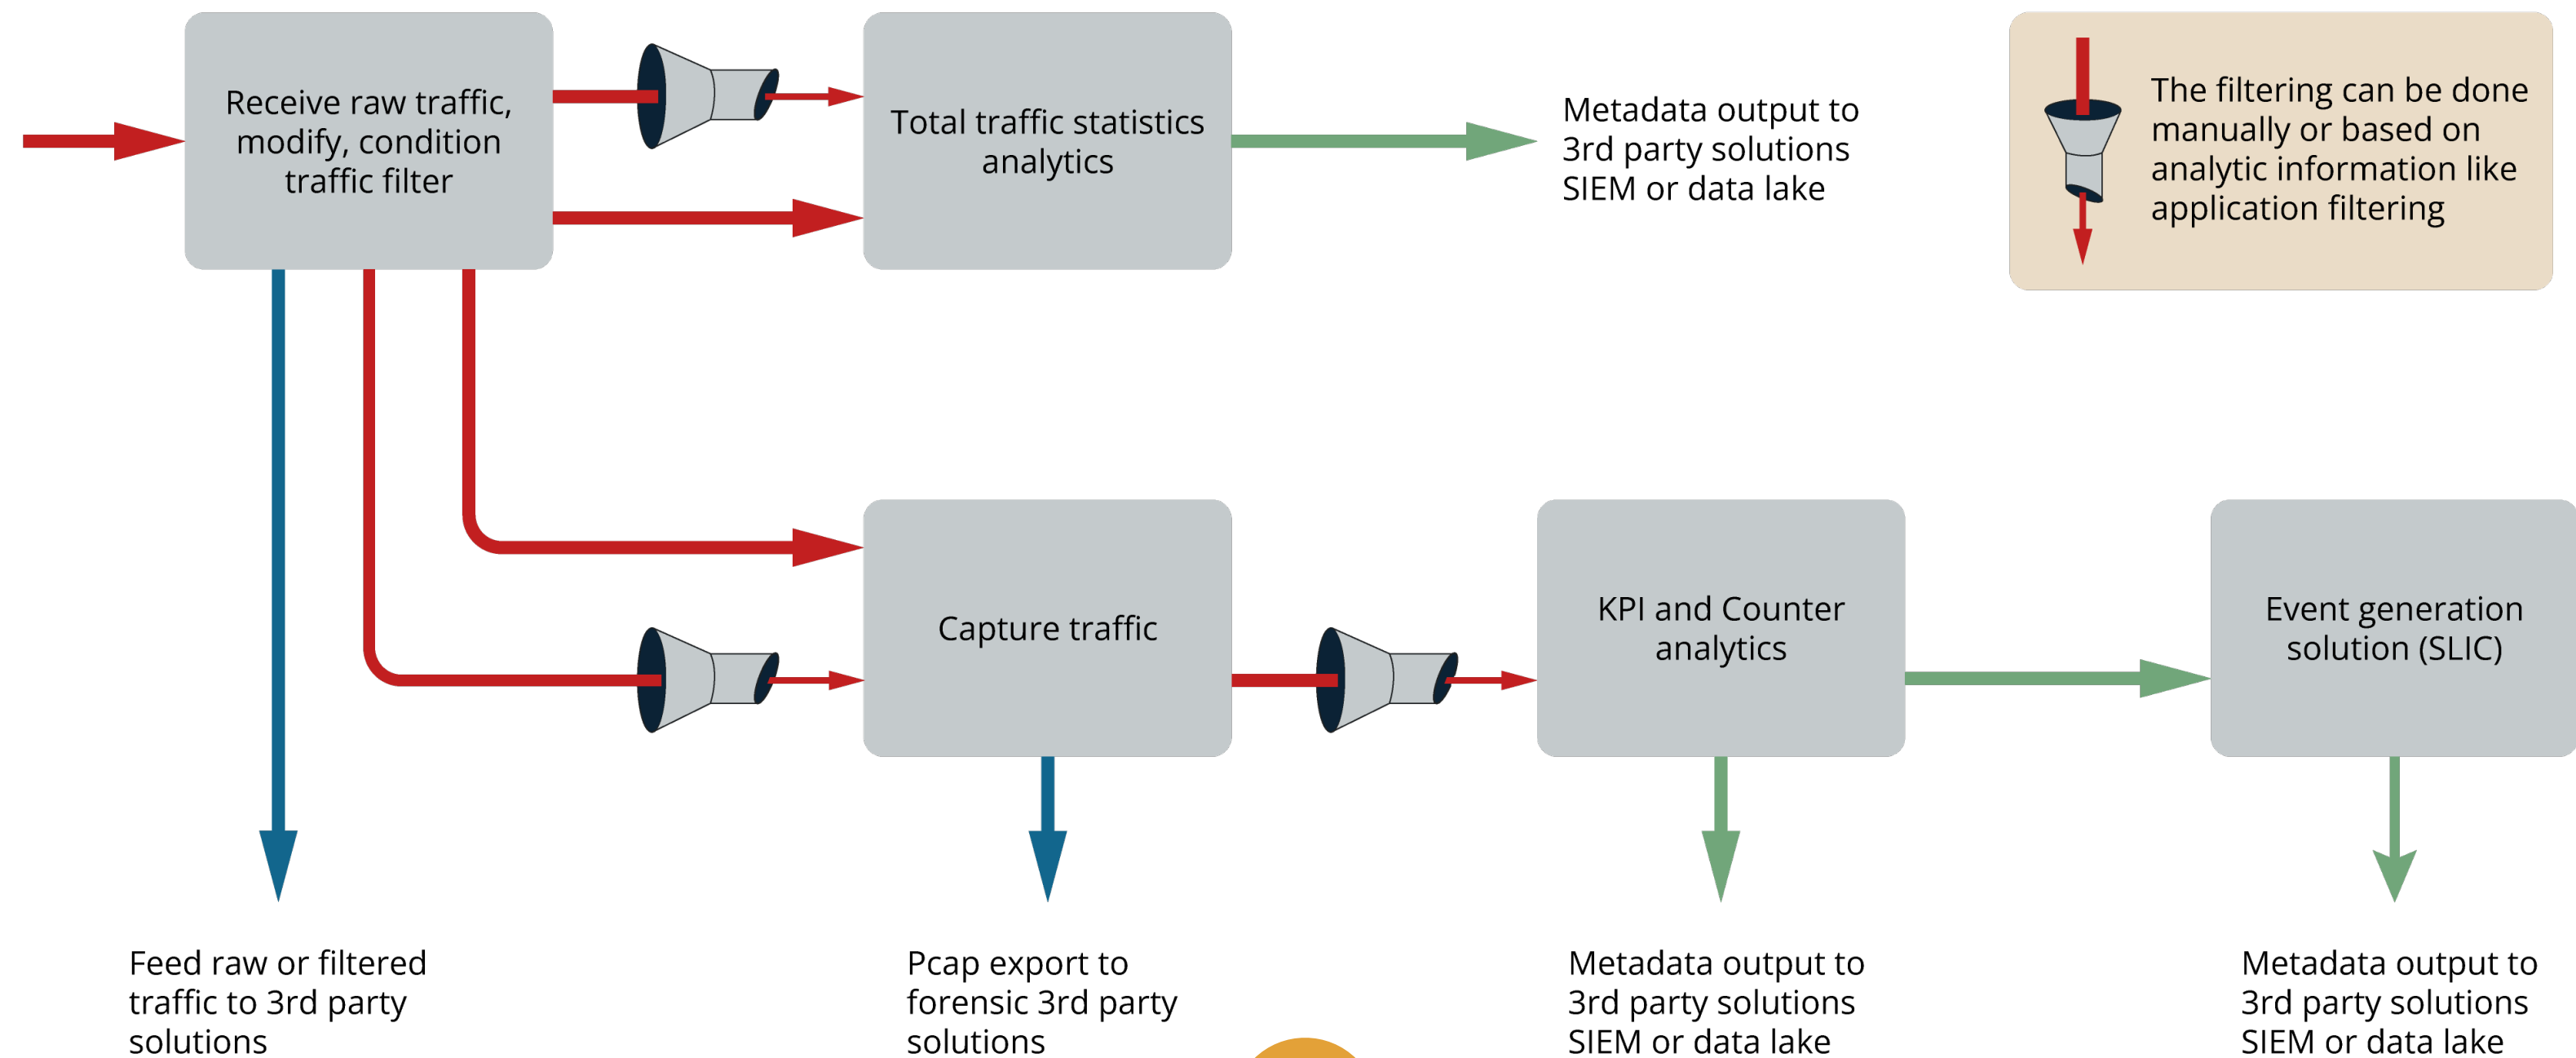 Receive raw traffic,
modify, condition
traffic filter
Total traffic statistics
analytics
Metadata output to
3rd party solutions
SIEM or data lake
The filtering can be done
manually or based on
analytic information like
application filtering
Capture traffic
KPI and Counter
analytics
Event generation
solution (SLIC)
Feed raw or filtered
traffic to 3rd party
solutions
Pcap export to
forensic 3rd party
solutions
Metadata output to
3rd party solutions
SIEM or data lake
Metadata output to
3rd party solutions
SIEM or data lake